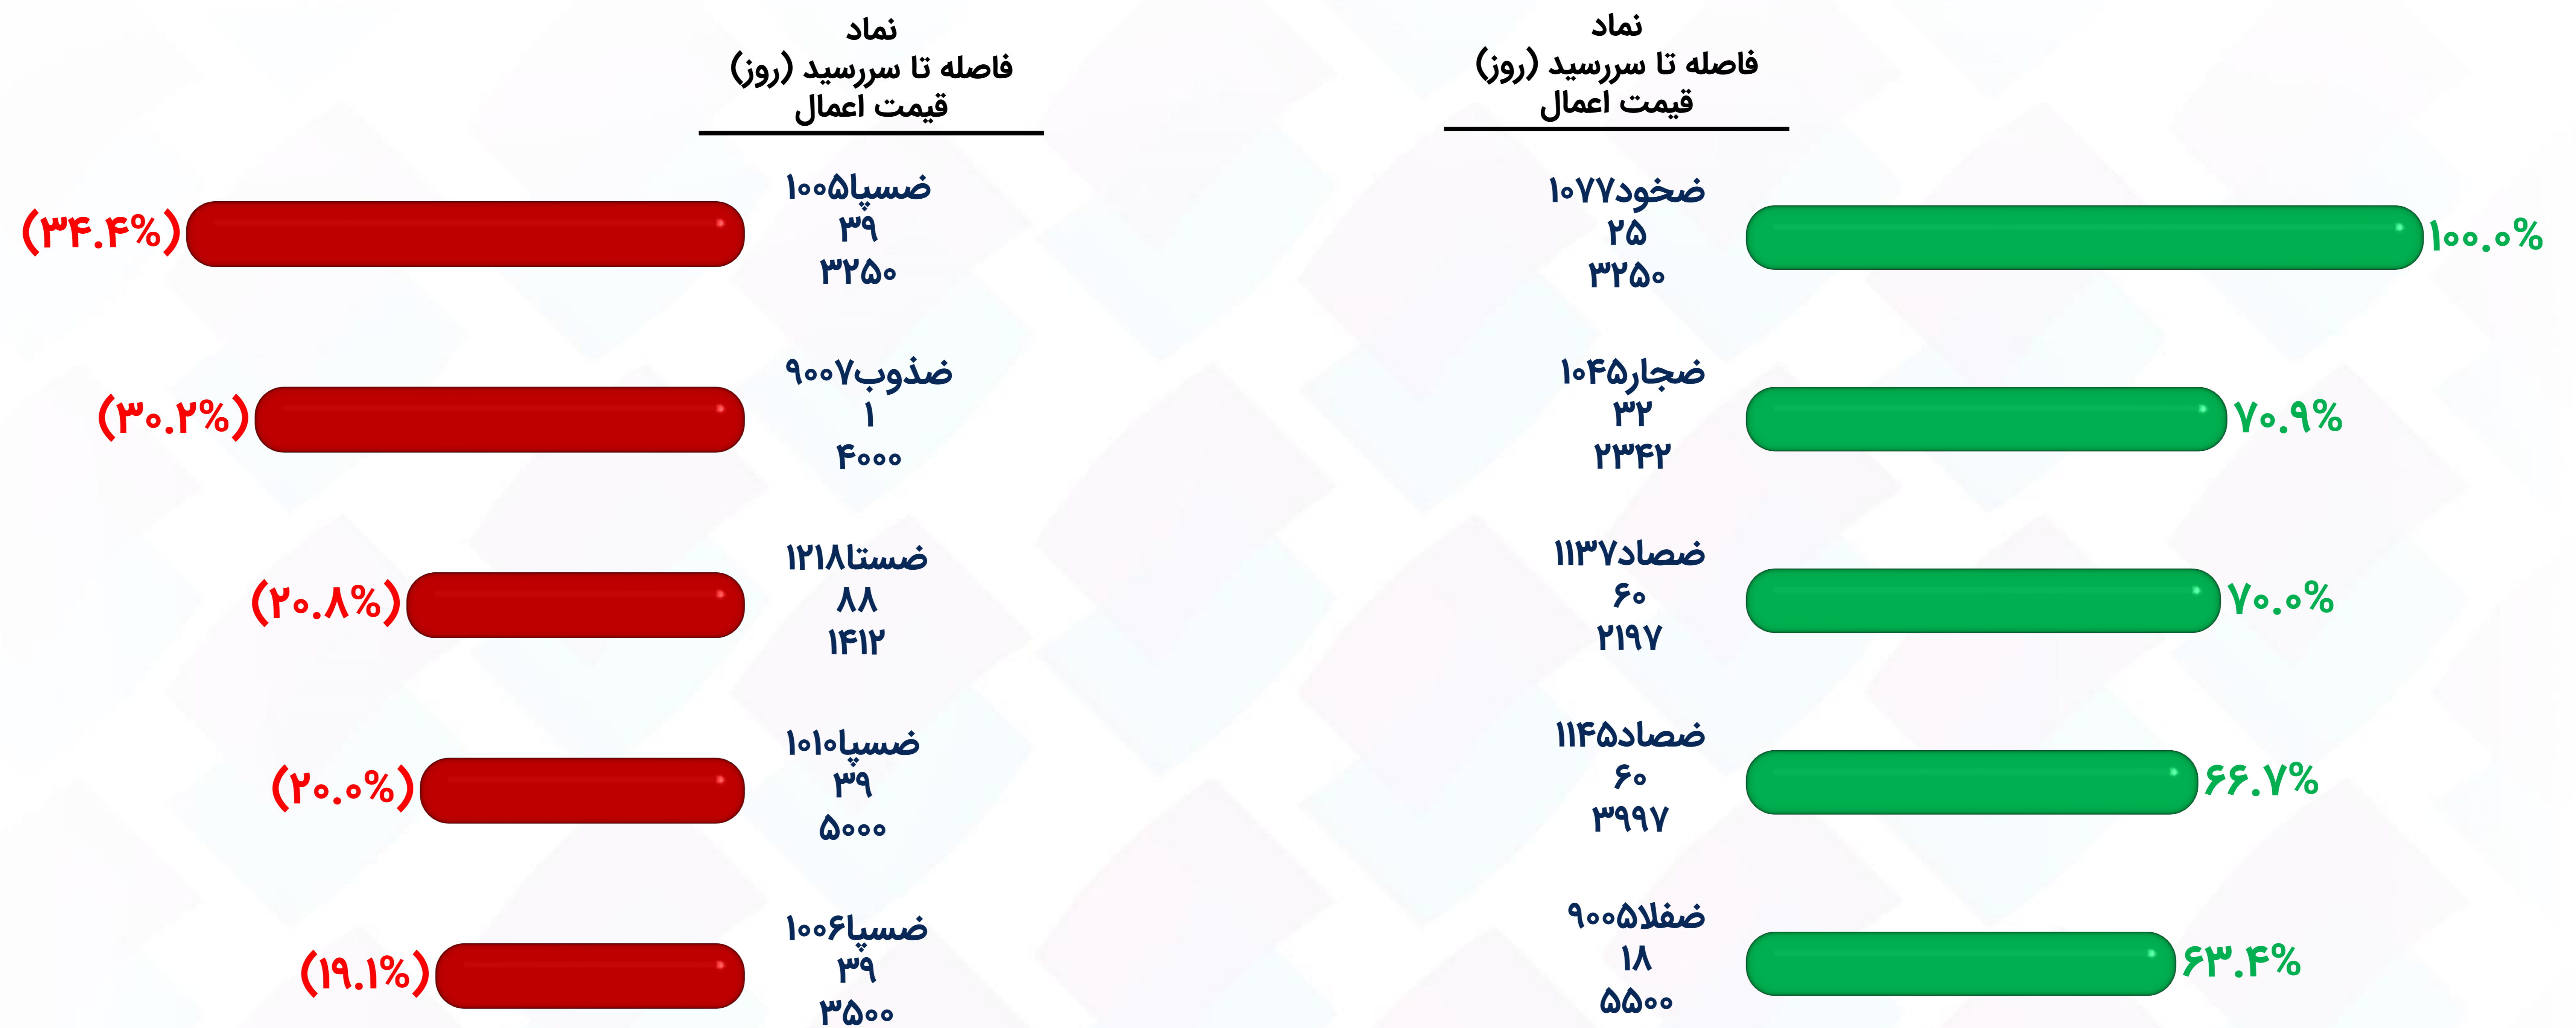 نماد
فاصله تا سررسید (روز)
قیمت اعمال
ضخود۱۰۷۷
۲۵
۳۲۵۰
۱۰۰.۰%
ضجار۱۰۴۵
۳۲
۲۳۴۲
۷۰.۹%
ضصاد۱۱۳۷
۶۰
۲۱۹۷
۷۰.۰%
ضصاد۱۱۴۵
۶۰
۳۹۹۷
۶۶.۷%
ضفلا۹۰۰۵
۱۸
۵۵۰۰
۶۳.۴%
نماد
فاصله تا سررسید (روز)
قیمت اعمال
ضسپا۱۰۰۵
۳۹
۳۲۵۰
(۳۴.۴%)
ضذوب۹۰۰۷
۱
۴۰۰۰
(۳۰.۲%)
ضستا۱۲۱۸
۸۸
۱۴۱۲
(۲۰.۸%)
ضسپا۱۰۱۰
۳۹
۵۰۰۰
(۲۰.۰%)
ضسپا۱۰۰۶
۳۹
۳۵۰۰
(۱۹.۱%)